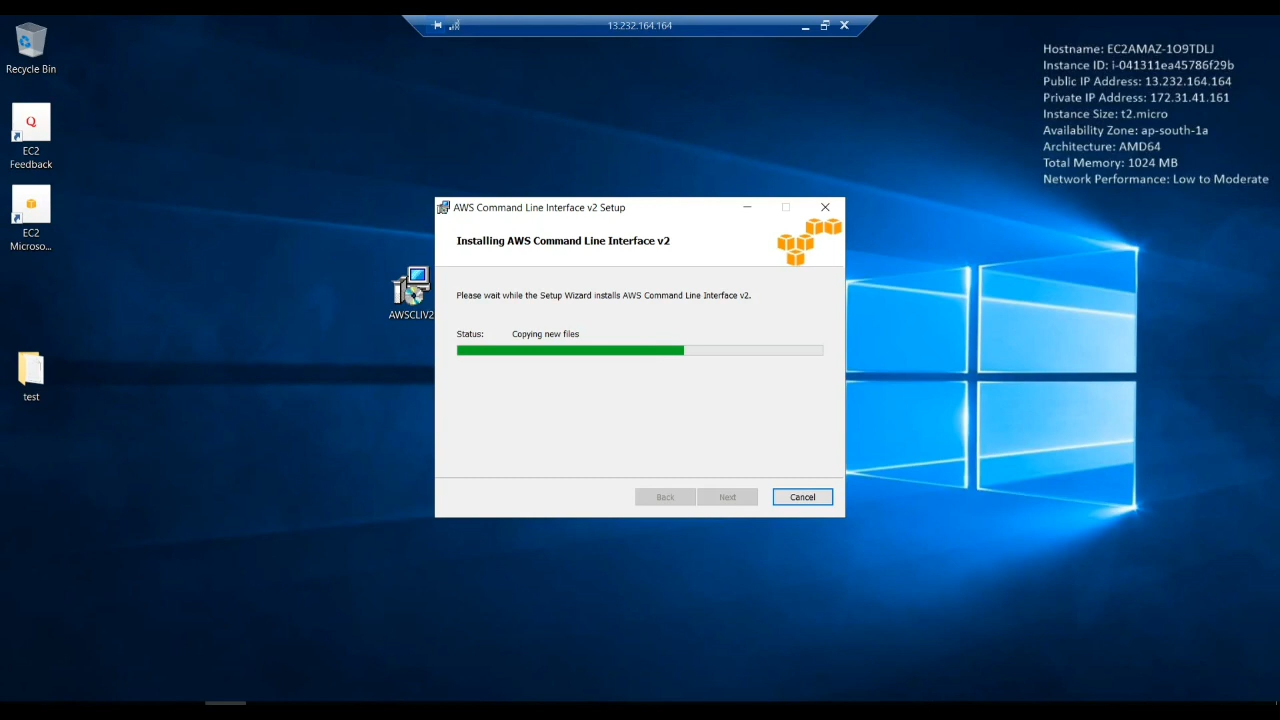 13.232.164.164
Recycle Bin
Hostname: EC2AMAZ-1O9TDLJ
Instance ID: i-041311ea45786f29b
Public IP Address: 13.232.164.164
Private IP Address: 172.31.41.161
Instance Size: t2.micro
Availability Zone: ap-south-1a
Architecture: AMD64
Total Memory: 1024 MB
Network Performance: Low to Moderate
Q
EC2
Feedback
EC2
Microso...
AWSCLIV2
test
AWS Command Line Interface v2 Setup
Installing AWS Command Line Interface v2
Please wait while the Setup Wizard installs AWS Command Line Interface v2.
Status: Copying new files
Back Next Cancel